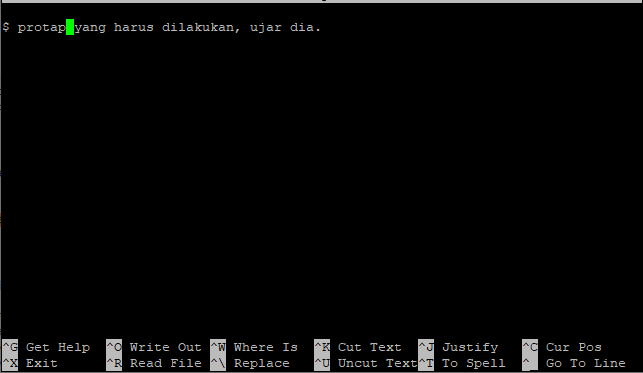 $ protap yang harus dilakukan, ujar dia.
^G Get Help ^O Write Out ^W Where Is ^K Cut Text ^J Justify ^C Cur Pos
^X Exit ^R Read File ^\ Replace ^U Uncut Text ^T To Spell ^_ Go To Line